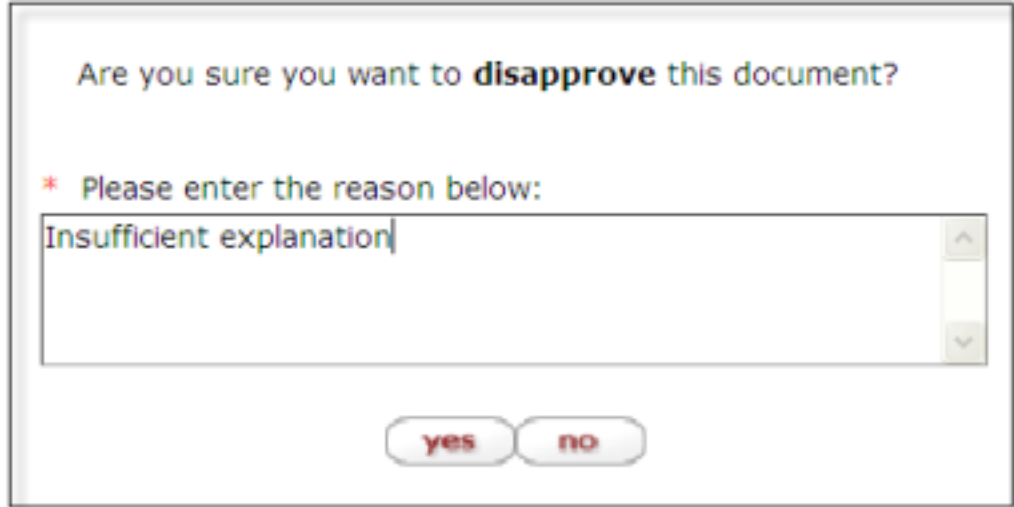 Are you sure you want to disapprove this document?
* Please enter the reason below:
Insufficient explanation
yes no